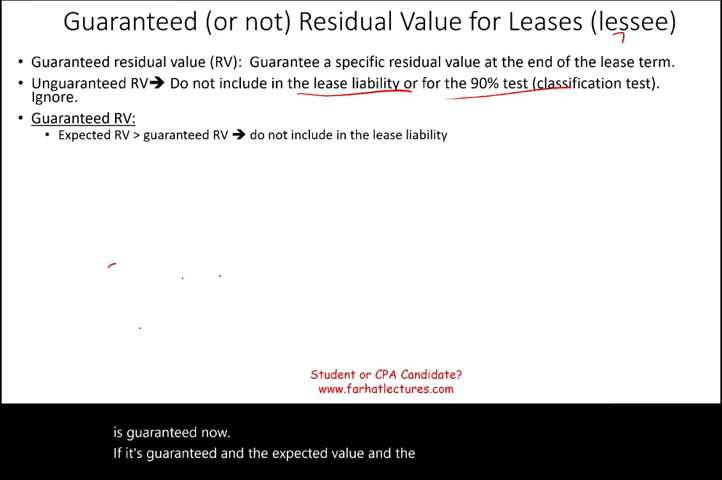 Guaranteed (or not) Residual Value for Leases (lessee)
• Guaranteed residual value (RV): Guarantee a specific residual value at the end of the lease term.
• Unguaranteed RV➔ Do not include in the lease liability or for the 90% test (classification test).
Ignore.
• Guaranteed RV:
• Expected RV > guaranteed RV ➔ do not include in the lease liability
Student or CPA Candidate?
www.farhatlectures.com
is guaranteed now.
If it's guaranteed and the expected value and the